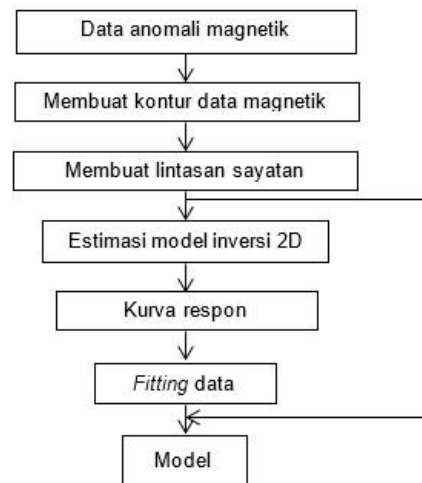 Data anomali magnetik
Membuat kontur data magnetik
Membuat lintasan sayatan
Estimasi model inversi 2D
Kurva respon
Fitting data
Model